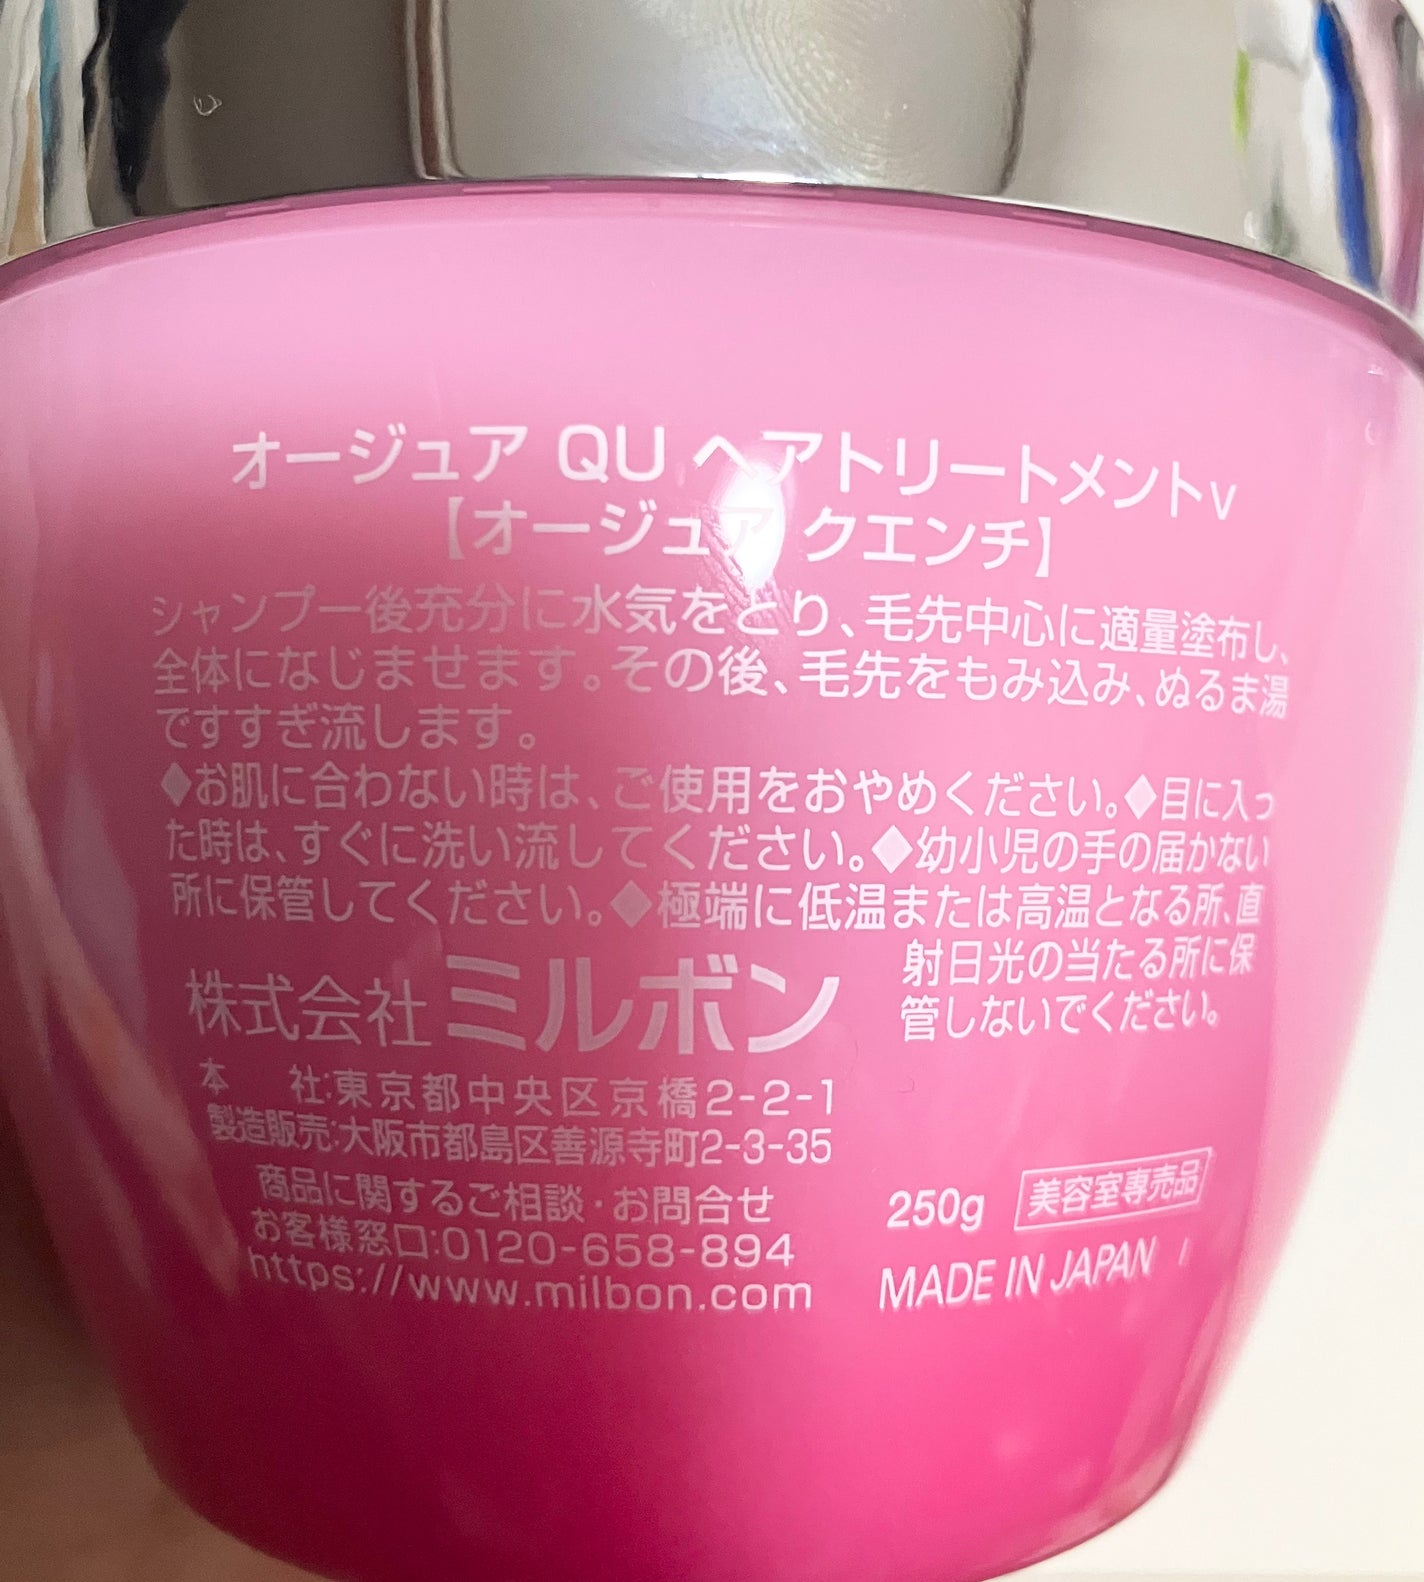 オージュア QU ヘアトリートメントv
【オージュア クエンチ】
シャンプー後充分に水気をとり、毛先中心に適量塗布し、
全体になじませます。その後、毛先をもみ込み、ぬるま湯
ですすぎ流します。
◆お肌に合わない時は、ご使用をおやめください。◆目に入っ
た時は、すぐに洗い流してください。◆幼小児の手の届かない
所に保管してください。◆極端に低温または高温となる所、直
射日光の当たる所に保
管しないでください。
株式会社ミルボン
本 社:東京都中央区京橋2-2-1
製造販売:大阪市都島区善源寺町2-3-35
商品に関するご相談・お問合せ
お客様窓口:0120-658-894
https://www.milbon.com
250g 美容室専売品
MADE IN JAPAN